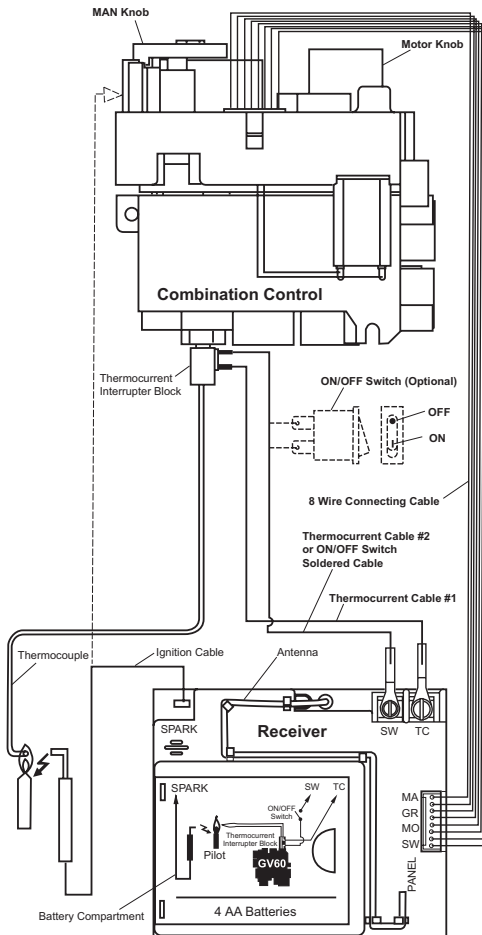 MAN Knob
Motor Knob
Combination Control
Thermocurrent
Interrupter Block
ON/OFF Switch (Optional)
OFF
ON
8 Wire Connecting Cable
Thermocurrent Cable #2
or ON/OFF Switch
Soldered Cable
Thermocurrent Cable #1
Thermocouple
Ignition Cable
Antenna
SPARK
Receiver
SW
TC
SPARK
SW
TC
ON/OFF
Switch
Thermocurrent
Interrupter Block
Pilot
GV60
MA
GR
MO
SW
PANEL
Battery Compartment
4 AA Batteries